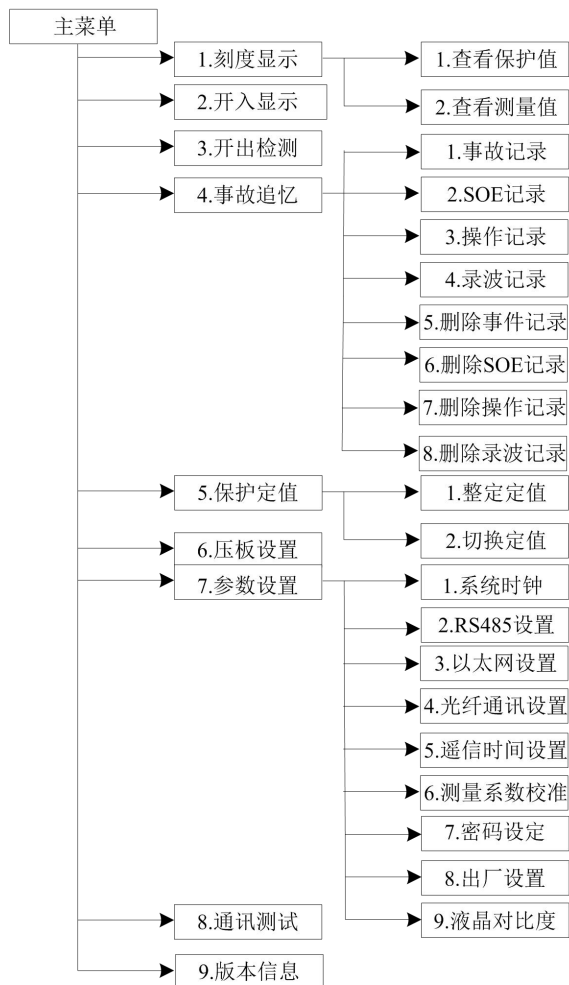 主菜单
1.刻度显示
1.查看保护值
2.查看测量值
2.开入显示
3.开出检测
4.事故追忆
1.事故记录
2.SOE记录
3.操作记录
4.录波记录
5.删除事件记录
6.删除SOE记录
7.删除操作记录
8.删除录波记录
5.保护定值
1.整定定值
2.切换定值
6.压板设置
7.参数设置
1.系统时钟
2.RS485设置
3.以太网设置
4.光纤通讯设置
5.遥信时间设置
6.测量系数校准
7.密码设定
8.出厂设置
9.液晶对比度
8.通讯测试
9.版本信息